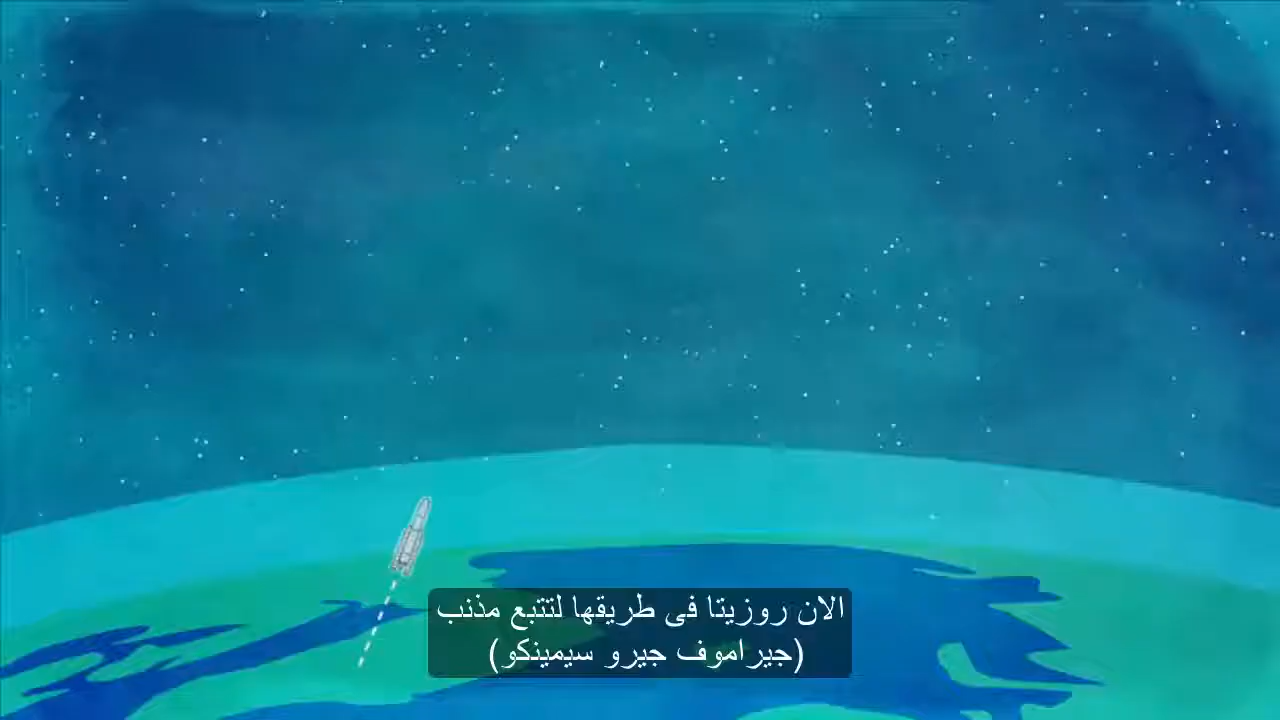 الان روزيتا فى طريقها لتتبع مذنب
(جيراموف جيرو سيمينكو)